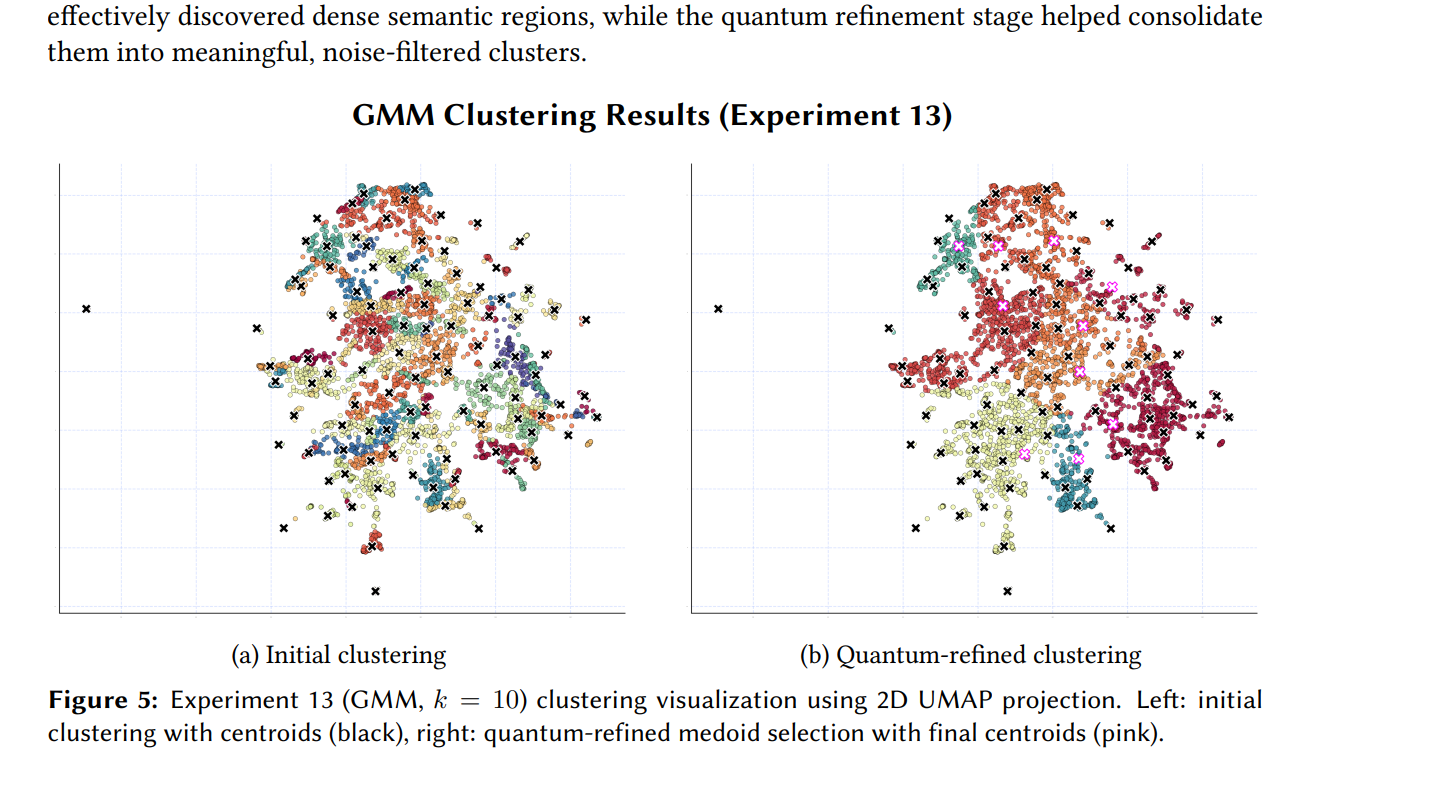 effectively discovered dense semantic regions, while the quantum refinement stage helped consolidate
them into meaningful, noise-filtered clusters.
GMM Clustering Results (Experiment 13)
(a) Initial clustering
(b) Quantum-refined clustering
Figure 5: Experiment 13 (GMM, k = 10) clustering visualization using 2D UMAP projection. Left: initial
clustering with centroids (black), right: quantum-refined medoid selection with final centroids (pink).